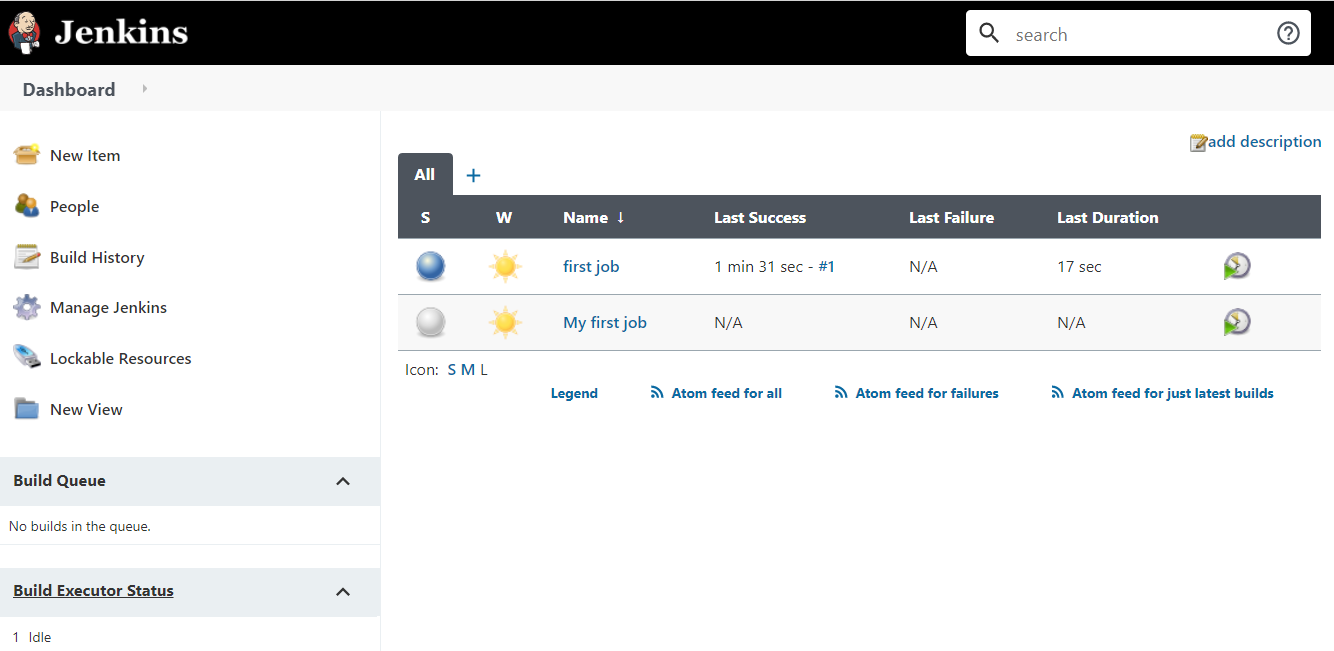 Jenkins
search
Dashboard
New Item
People
Build History
Manage Jenkins
Lockable Resources
New View
Build Queue
No builds in the queue.
Build Executor Status
1 Idle
add description
All +
S W Name ↓ Last Success Last Failure Last Duration
first job 1 min 31 sec - #1 N/A 17 sec
My first job N/A N/A N/A
Icon: S M L
Legend Atom feed for all Atom feed for failures Atom feed for just latest builds